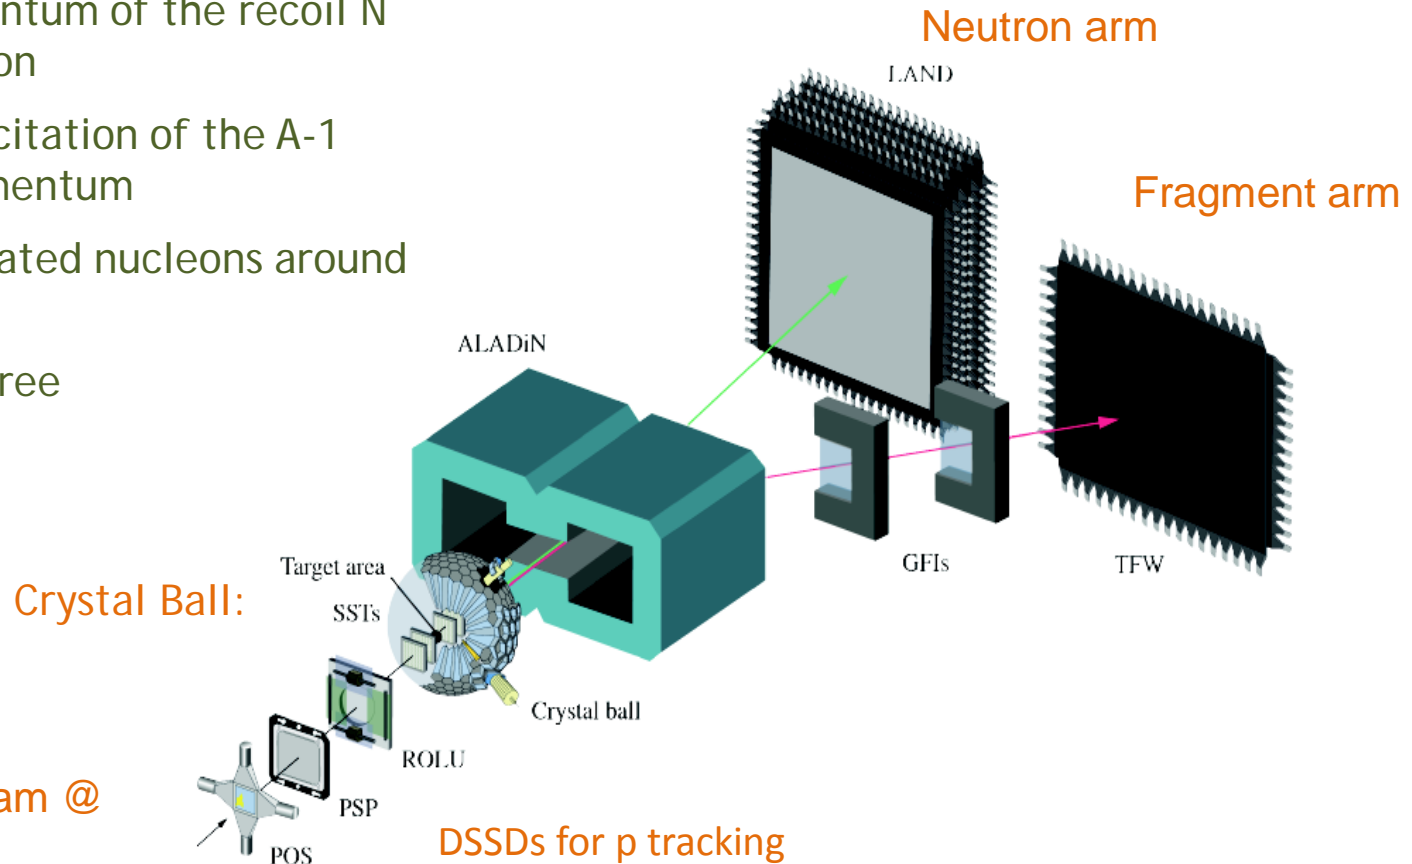 ntum of the recoil N
on
citation of the A-1
nentum
ated nucleons around
ree
Neutron arm
LAND
Fragment arm
ALADiN
Target area
SSTs
Crystal Ball:
GFIs
TFW
Crystal ball
ROLU
PSP
am @
POS
DSSDs for p tracking